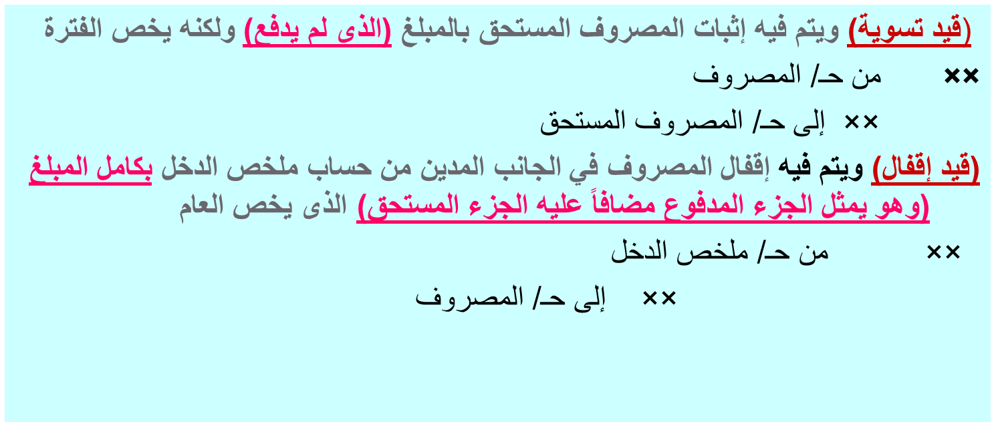 (قيد تسوية) ويتم فيه إثبات المصروف المستحق بالمبلغ (الذى لم يدفع) ولكنه يخص الفترة
×× من حـ/ المصروف
×× إلى حـ/ المصروف المستحق
(قيد إقفال) ويتم فيه إقفال المصروف في الجانب المدين من حساب ملخص الدخل بكامل المبلغ
(وهو يمثل الجزء المدفوع مضافاً عليه الجزء المستحق) الذى يخص العام
×× من حـ/ ملخص الدخل
×× إلى حـ/ المصروف